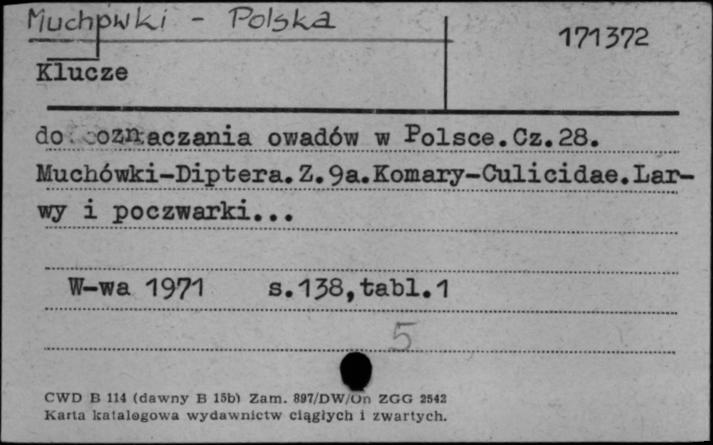 Muchówki - Polska
171372
Klucze
do oznaczania owadów w Polsce.Cz.28.
Muchówki-Diptera.Z.9a.Komary-Culicidae.Lar-
wy i poczwarki...
W-wa 1971 s.138,tabl.1
5
CWD B 114 (dawny B 15b) Zam. 897/DW/Un ZGG 2542
Karta katalogowa wydawnictw ciągłych i zwartych.